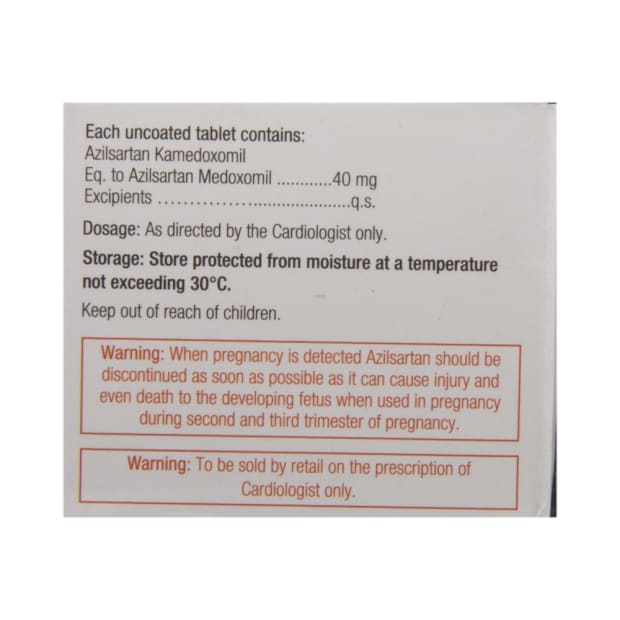 Each uncoated tablet contains:
Azilsartan Kamedoxomil
Eq. to Azilsartan Medoxomil ............40 mg
Excipients .....................................q.s.
Dosage: As directed by the Cardiologist only.
Storage: Store protected from moisture at a temperature
not exceeding 30°C.
Keep out of reach of children.
Warning: When pregnancy is detected Azilsartan should be
discontinued as soon as possible as it can cause injury and
even death to the developing fetus when used in pregnancy
during second and third trimester of pregnancy.
Warning: To be sold by retail on the prescription of
Cardiologist only.